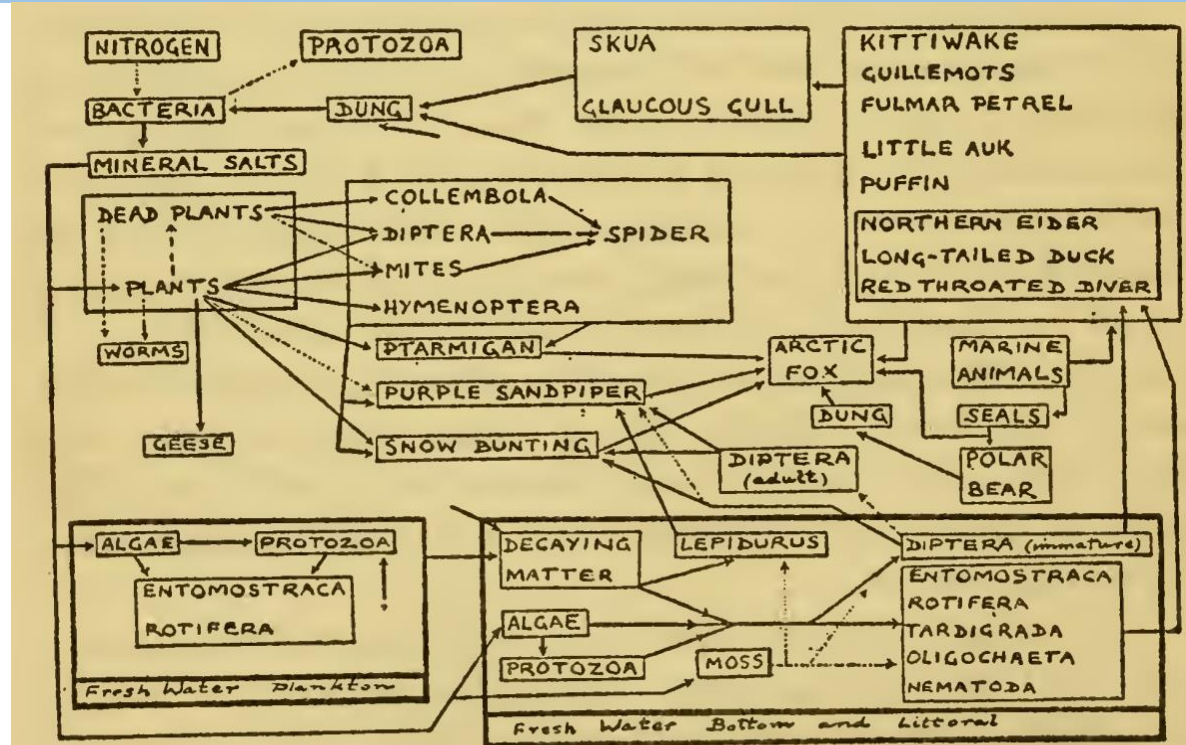 NITROGEN
PROTOZOA
BACTERIA
DUNG
MINERAL SALTS
SKUA
GLAUCOUS GULL
KITTIWAKE
GUILLEMOTS
FULMAR PETREL
LITTLE AUK
PUFFIN
NORTHERN EIDER
LONG-TAILED DUCK
RED THROATED DIVER
DEAD PLANTS
PLANTS
WORMS
GEESE
COLLEMBOLA
DIPTERA
MITES
HYMENOPTERA
SPIDER
PTARMIGAN
PURPLE SANDPIPER
SNOW BUNTING
ARCTIC
FOX
MARINE
ANIMALS
DUNG
SEALS
POLAR
BEAR
DIPTERA
(adult)
ALGAE
PROTOZOA
ENTOMOSTRACA
ROTIFERA
Fresh Water Plankton
DECAYING
MATTER
LEPIDURUS
DIPTERA (immature)
ALGAE
PROTOZOA
MOSS
ENTOMOSTRACA
ROTIFERA
TARDIGRADA
OLIGOCHAETA
NEMATODA
Fresh Water Bottom and Littoral